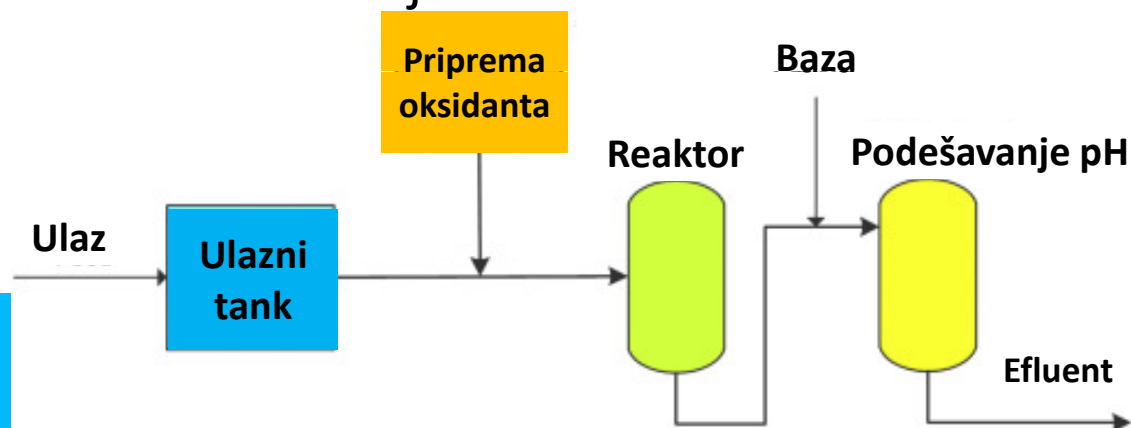 Priprema
oksidanta
Baza
Reaktor
Podešavanje pH
Ulaz
Ulazni
tank
Efluent